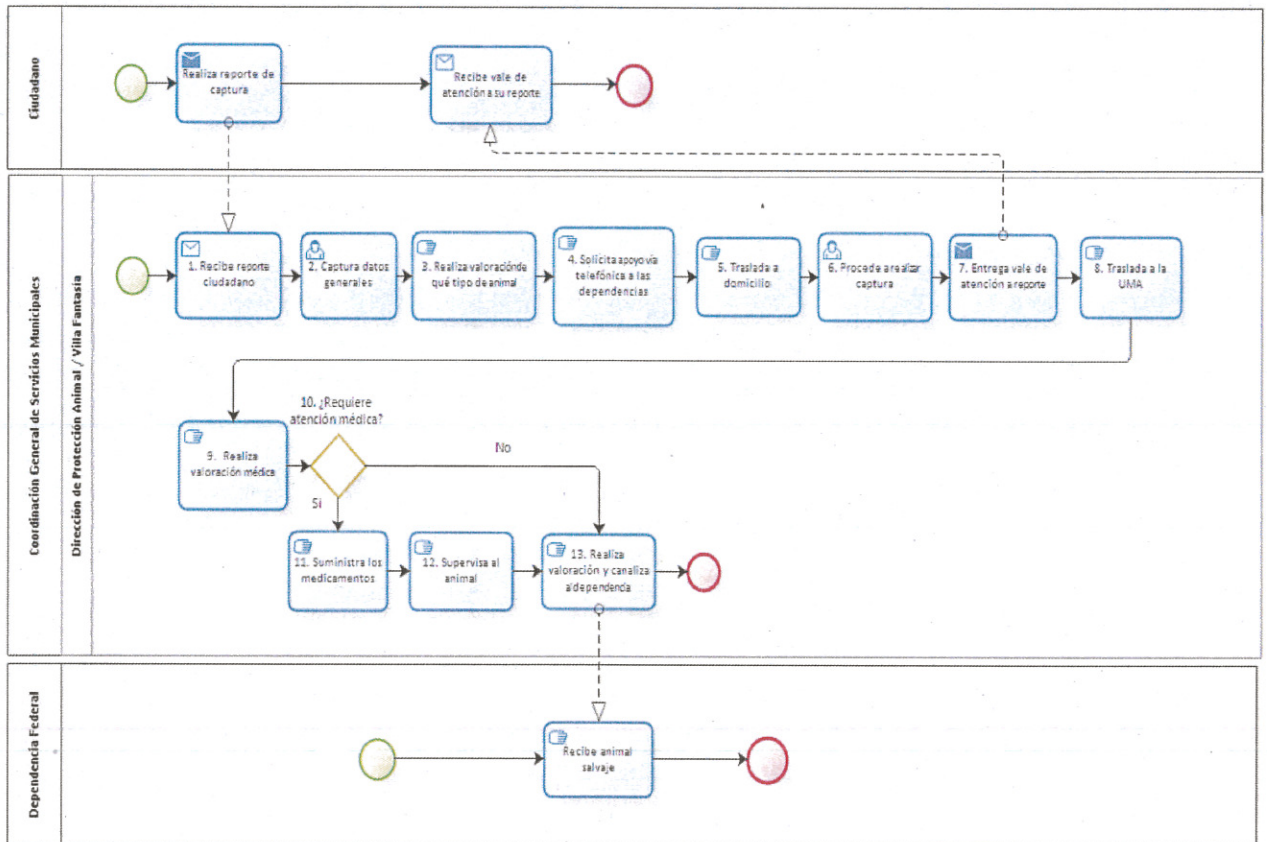 Ciudadano
Realiza reporte de
captura
Recibe vale de
atención a su reporte
Coordinación General de Servicios Municipales
Dirección de Protección Animal / Villa Fantasía
1. Recibe reporte
ciudadano
2. Captura datos
generales
3. Realiza valoraciónde
qué tipo de animal
4. Solicita apoyo vía
telefónica a las
dependencias
5. Traslada a
domicilio
6. Procede a realizar
captura
7. Entrega vale de
atención a reporte
8. Traslada a la
UMA
9. Realiza
valoración médica
10. ¿Requiere
atención médica?
No
Si
11. Suministra los
medicamentos
12. Supervisa al
animal
13. Realiza
valoración y canaliza
a dependencia
Dependencia Federal
Recibe animal
salvaje